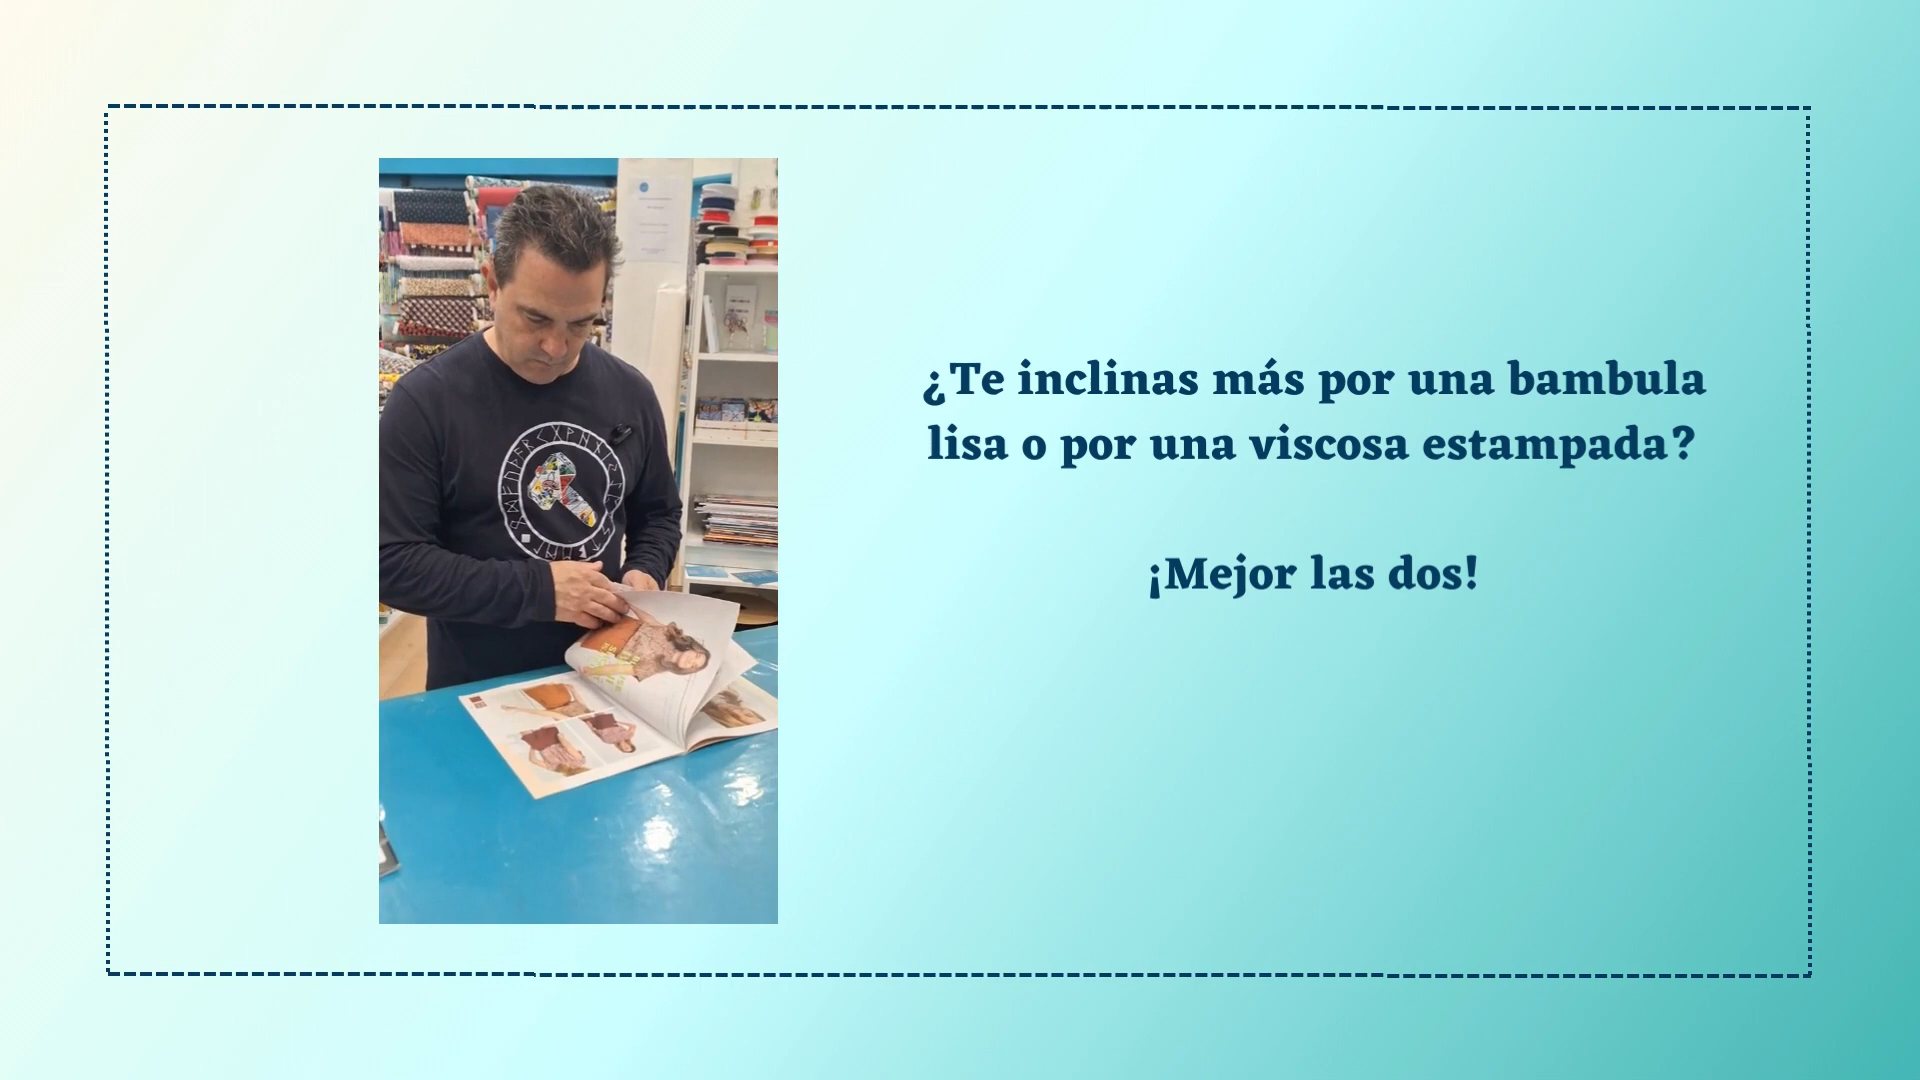 ¿Te inclinas más por una bambula
lisa o por una viscosa estampada?
¡Mejor las dos!